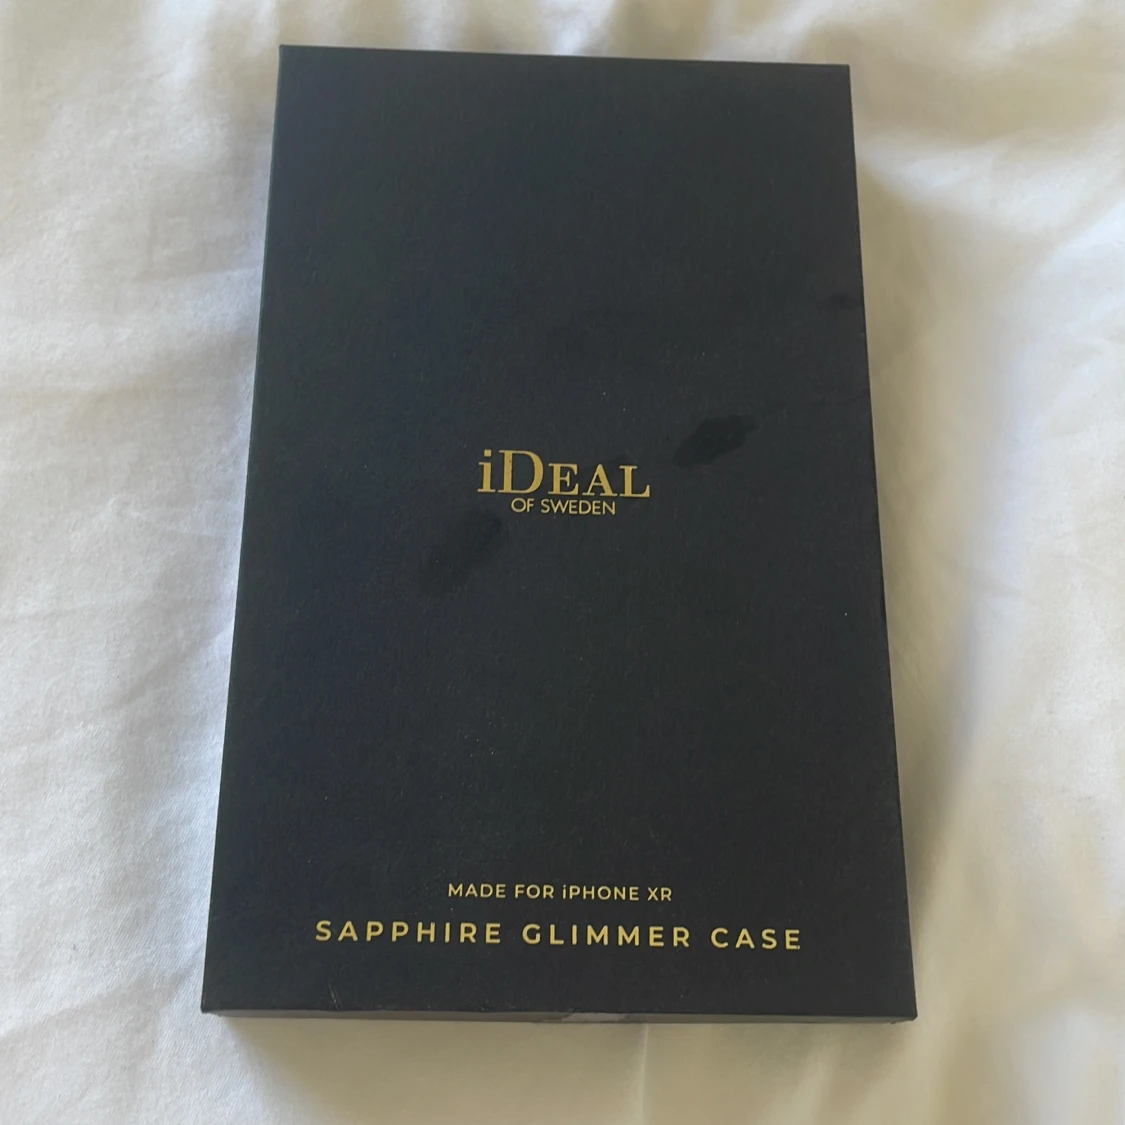 iDEAL
OF SWEDEN
MADE FOR iPHONE XR
SAPPHIRE GLIMMER CASE